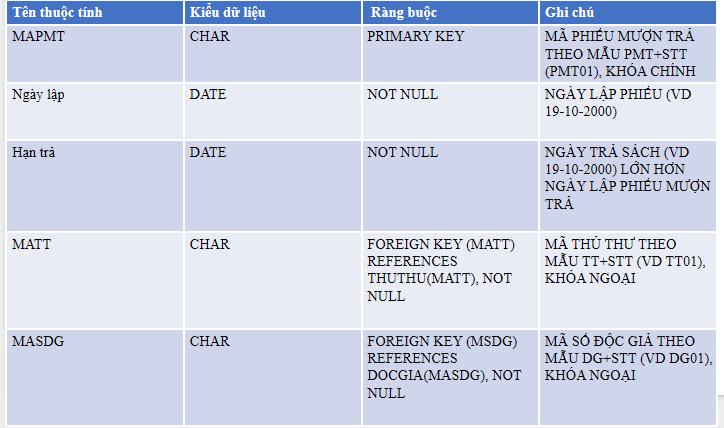 Tên thuộc tính Kiểu dữ liệu Ràng buộc Ghi chú
MAPMT CHAR PRIMARY KEY MÃ PHIẾU MƯỢN TRẢ
THEO MẪU PMT+STT
(PMT01), KHÓA CHÍNH
Ngày lập DATE NOT NULL NGÀY LẬP PHIẾU (VD
19-10-2000)
Hạn trả DATE NOT NULL NGÀY TRẢ SÁCH (VD
19-10-2000) LỚN HƠN
NGÀY LẬP PHIẾU MƯỢN
TRẢ
MATT CHAR FOREIGN KEY (MATT) MÃ THỦ THƯ THEO
REFERENCES MẪU TT+STT (VD TT01),
THUTHU(MATT), NOT KHÓA NGOẠI
NULL
MASDG CHAR FOREIGN KEY (MSDG) MÃ SỐ ĐỘC GIẢ THEO
REFERENCES MẪU DG+STT (VD DG01),
DOCGIA(MASDG), NOT KHÓA NGOẠI
NULL